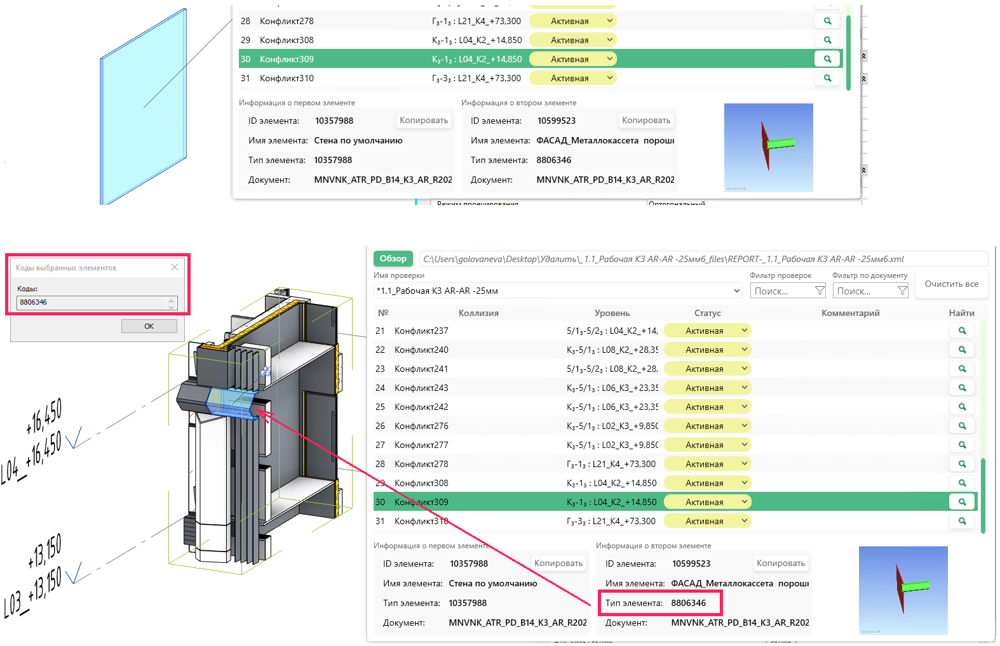 28 Конфликт278 Г₃-1₃ : L21_K4_+73,300 Активная
29 Конфликт308 К₃-1₃ : L04_K2_+14,850 Активная
30 Конфликт309 К₃-1₃ : L04_K2_+14,850 Активная
31 Конфликт310 Г₃-3₃ : L21_K4_+73,300 Активная
Информация о первом элементе
ID элемента: 10357988 Копировать
Имя элемента: Стена по умолчанию
Тип элемента: 10357988
Документ: MNVNK_ATR_PD_B14_K3_AR_R202
Информация о втором элементе
ID элемента: 10599523 Копировать
Имя элемента: ФАСАД_Металлокассета порошк
Тип элемента: 8806346
Документ: MNVNK_ATR_PD_B14_K3_AR_R202
Режим проецирования Ортогональный
Коды выбранных элементов
Коды:
8806346
OK
+16,450
L04_+16,450
+13,150
L03_+13,150
Обзор C:\Users\golovaneva\Desktop\Удалить\_1.1_Рабочая К3 AR-AR -25мм6_files\REPORT-_1.1_Рабочая К3 AR-AR -25мм6.xml
Имя проверки Фильтр проверок Фильтр по документу
*1.1_Рабочая К3 AR-AR -25мм Поиск... Поиск... Очистить все
№ Коллизия Уровень Статус Комментарий Найти
21 Конфликт237 5/1₃-5/2₃ : L04_K2_+14, Активная
22 Конфликт240 К₃-5/1₃ : L08_K2_+28,35 Активная
23 Конфликт241 5/1₃-5/2₃ : L08_K2_+28, Активная
24 Конфликт243 К₃-5/1₃ : L06_K3_+23,35 Активная
25 Конфликт242 К₃-5/1₃ : L06_K3_+23,35 Активная
26 Конфликт276 К₃-5/1₃ : L02_K3_+9,850 Активная
27 Конфликт277 К₃-5/1₃ : L02_K3_+9,850 Активная
28 Конфликт278 Г₃-1₃ : L21_K4_+73,300 Активная
29 Конфликт308 К₃-1₃ : L04_K2_+14,850 Активная
30 Конфликт309 К₃-1₃ : L04_K2_+14,850 Активная
31 Конфликт310 Г₃-3₃ : L21_K4_+73,300 Активная
Информация о первом элементе
ID элемента: 10357988 Копировать
Имя элемента: Стена по умолчанию
Тип элемента: 10357988
Документ: MNVNK_ATR_PD_B14_K3_AR_R202
Информация о втором элементе
ID элемента: 10599523 Копировать
Имя элемента: ФАСАД_Металлокассета порошк
Тип элемента: 8806346
Документ: MNVNK_ATR_PD_B14_K3_AR_R202